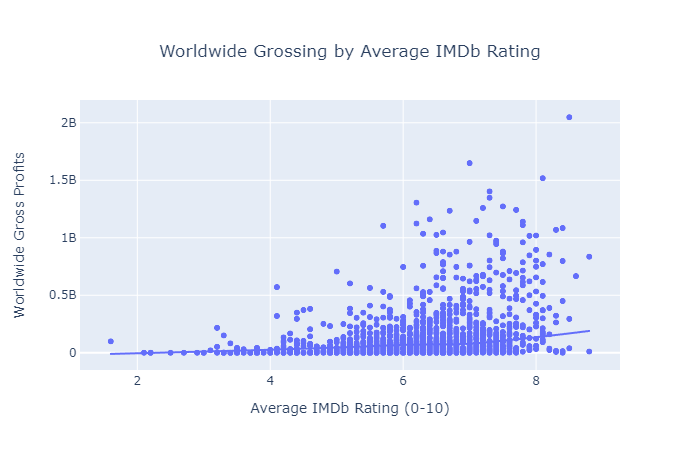 Worldwide Grossing by Average IMDb Rating
Worldwide Gross Profits
2B
1.5B
1B
0.5B
0
2
4
6
8
Average IMDb Rating (0-10)